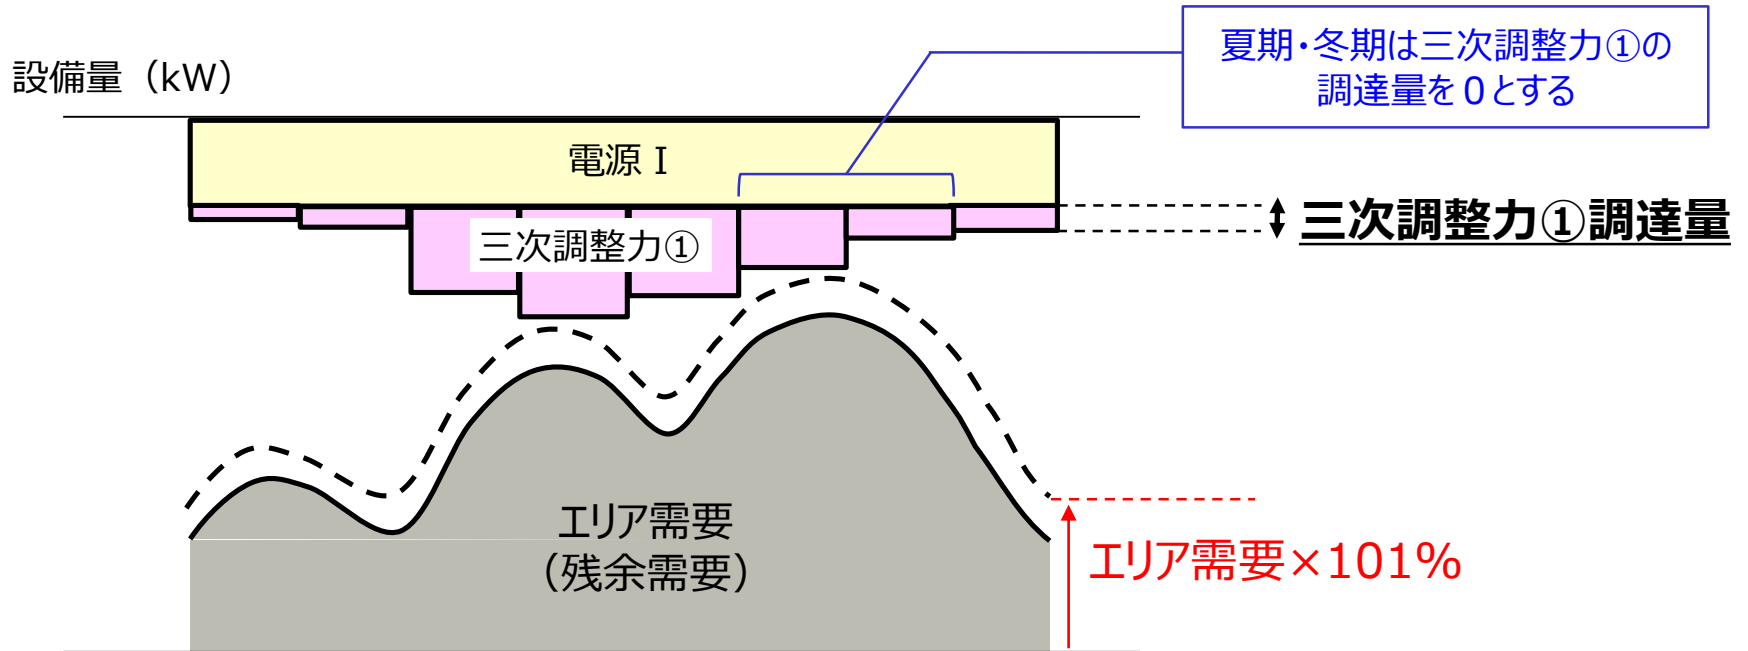 夏期・冬期は三次調整力①の
調達量を０とする
設備量（kW）
電源Ⅰ
三次調整力①
三次調整力①調達量
エリア需要
（残余需要）
エリア需要×101%